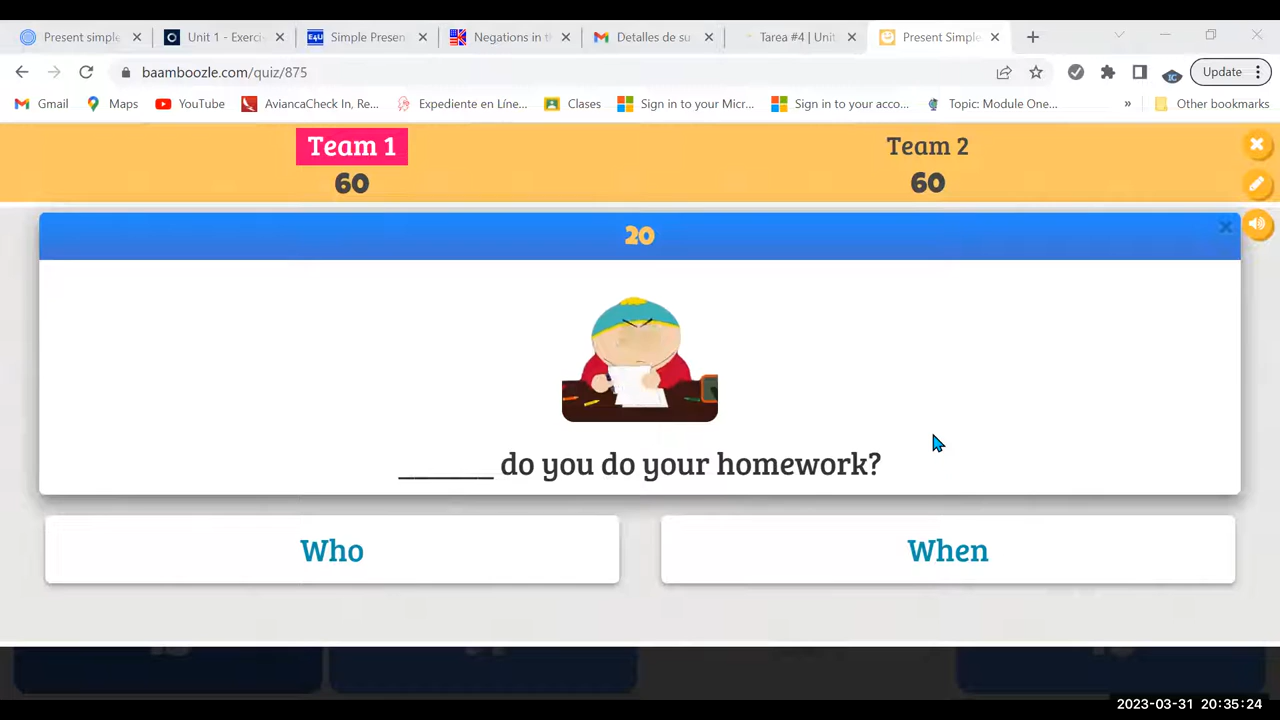 Present simple
Unit 1 - Exerci
E4U
Simple Presen
Negations in t
Detalles de su
Tarea #4 | Unit
Present Simple
baamboozle.com/quiz/875
Update
Gmail
Maps
YouTube
AviancaCheck In, Re...
Expediente en Líne...
Clases
Sign in to your Micr...
Sign in to your acco...
Topic: Module One...
»
Other bookmarks
Team 1
Team 2
60
60
20
______ do you do your homework?
Who
When
2023-03-31 20:35:24